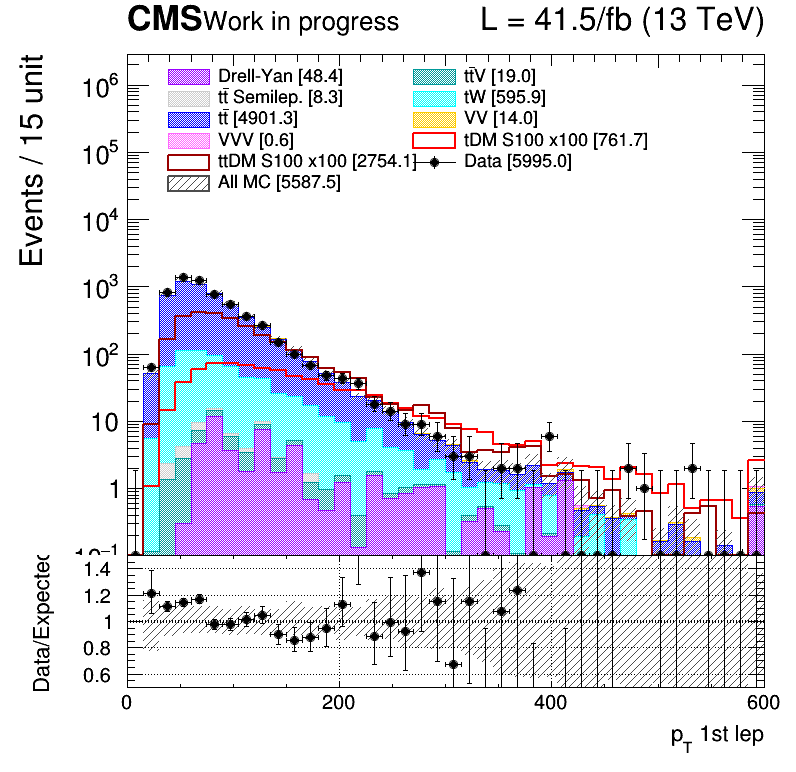 CMS Work in progress L = 41.5/fb (13 TeV)
Events / 15 unit
10⁶
10⁵
10⁴
10³
10²
10
1
10⁻¹
Drell-Yan [48.4]
tt̄V [19.0]
tt̄ Semilep. [8.3]
tW [595.9]
tt̄ [4901.3]
VV [14.0]
VVV [0.6]
tDM S100 x100 [761.7]
ttDM S100 x100 [2754.1]
Data [5995.0]
All MC [5587.5]
Data/Expected
1.4
1.2
1
0.8
0.6
0 200 400 600
p_T 1st lep